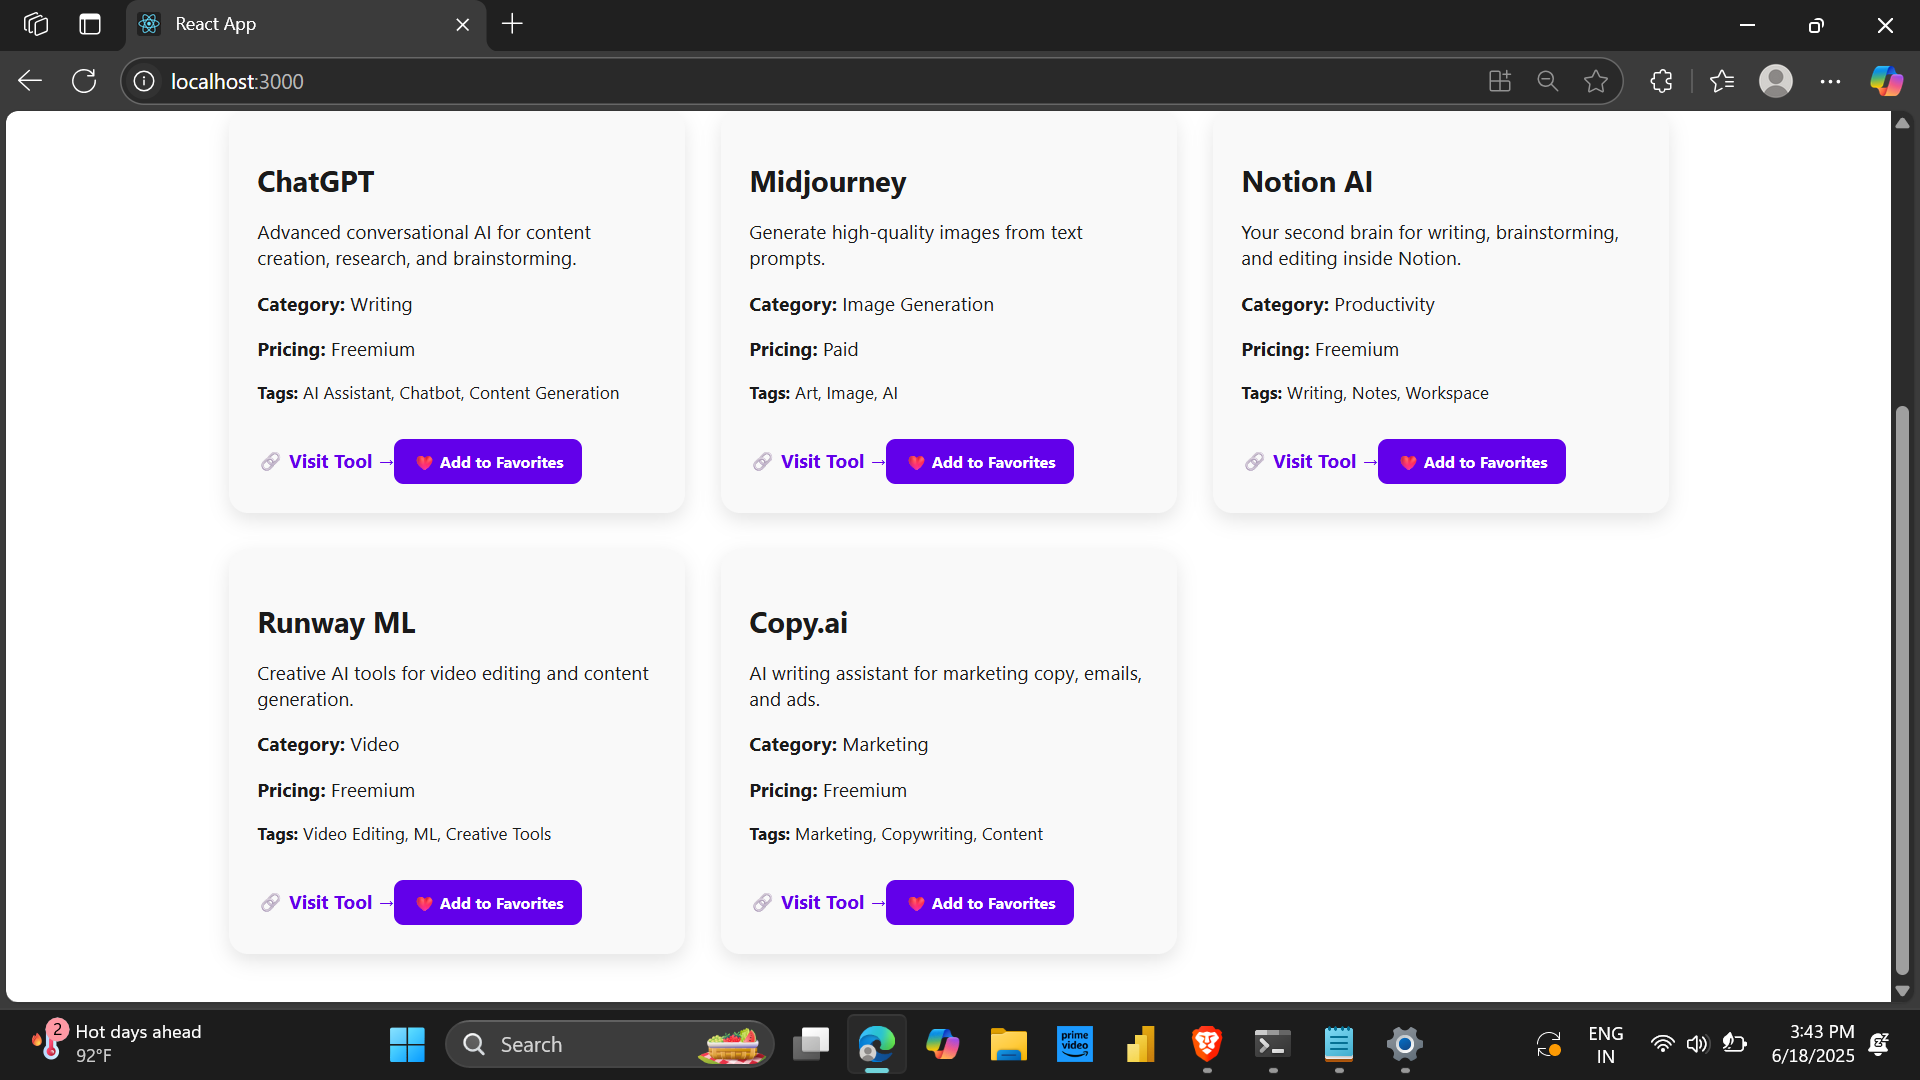 React App
localhost:3000
ChatGPT
Advanced conversational AI for content
creation, research, and brainstorming.
Category: Writing
Pricing: Freemium
Tags: AI Assistant, Chatbot, Content Generation
🔗 Visit Tool → ❤️ Add to Favorites
Midjourney
Generate high-quality images from text
prompts.
Category: Image Generation
Pricing: Paid
Tags: Art, Image, AI
🔗 Visit Tool → ❤️ Add to Favorites
Notion AI
Your second brain for writing, brainstorming,
and editing inside Notion.
Category: Productivity
Pricing: Freemium
Tags: Writing, Notes, Workspace
🔗 Visit Tool → ❤️ Add to Favorites
Runway ML
Creative AI tools for video editing and content
generation.
Category: Video
Pricing: Freemium
Tags: Video Editing, ML, Creative Tools
🔗 Visit Tool → ❤️ Add to Favorites
Copy.ai
AI writing assistant for marketing copy, emails,
and ads.
Category: Marketing
Pricing: Freemium
Tags: Marketing, Copywriting, Content
🔗 Visit Tool → ❤️ Add to Favorites
2
Hot days ahead
92°F
Search
prime
video
ENG
IN
3:43 PM
6/18/2025